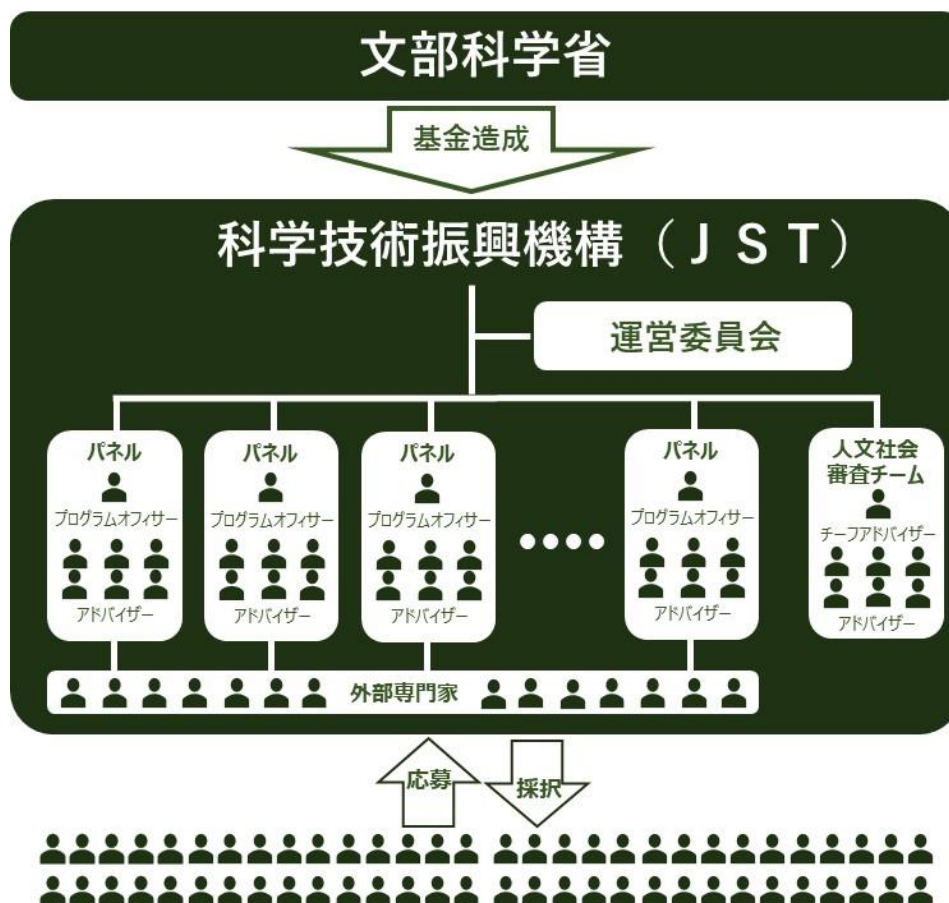 文部科学省
基金造成
科学技術振興機構（ＪＳＴ）
運営委員会
パネル
プログラムオフィサー
アドバイザー
パネル
プログラムオフィサー
アドバイザー
パネル
プログラムオフィサー
アドバイザー
パネル
プログラムオフィサー
アドバイザー
人文社会
審査チーム
チーフアドバイザー
アドバイザー
外部専門家
応募
採択